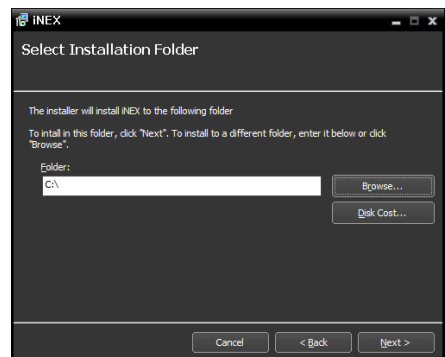 iNEX
Select Installation Folder
The installer will install iNEX to the following folder
To intall in this folder, click "Next". To install to a different folder, enter it below or click
"Browse".
Folder:
C:\
Browse...
Disk Cost...
Cancel
< Back
Next >